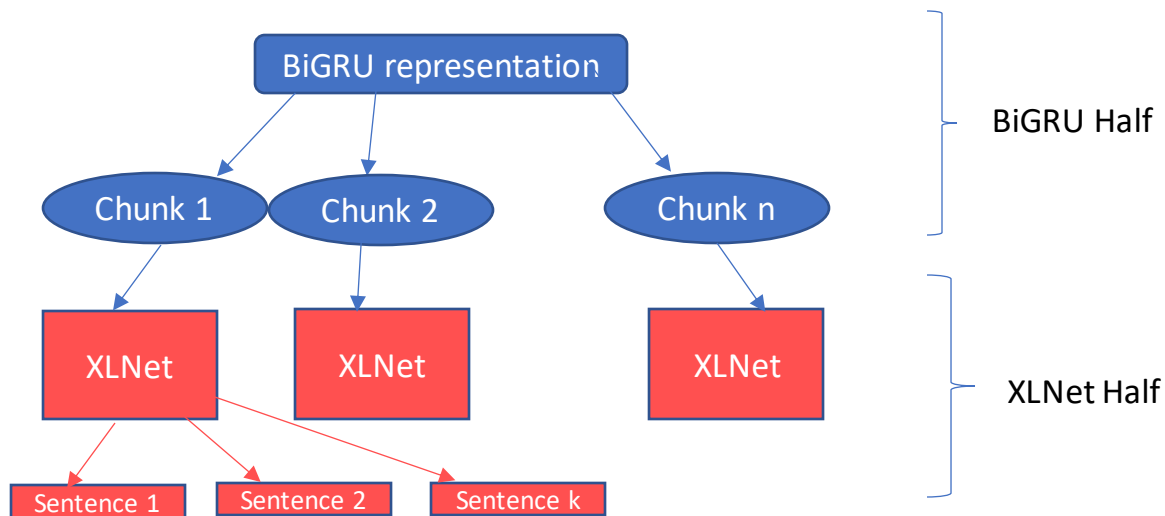 BiGRU representation
BiGRU Half
Chunk 1
Chunk 2
Chunk n
XLNet
XLNet
XLNet
XLNet Half
Sentence 1
Sentence 2
Sentence k